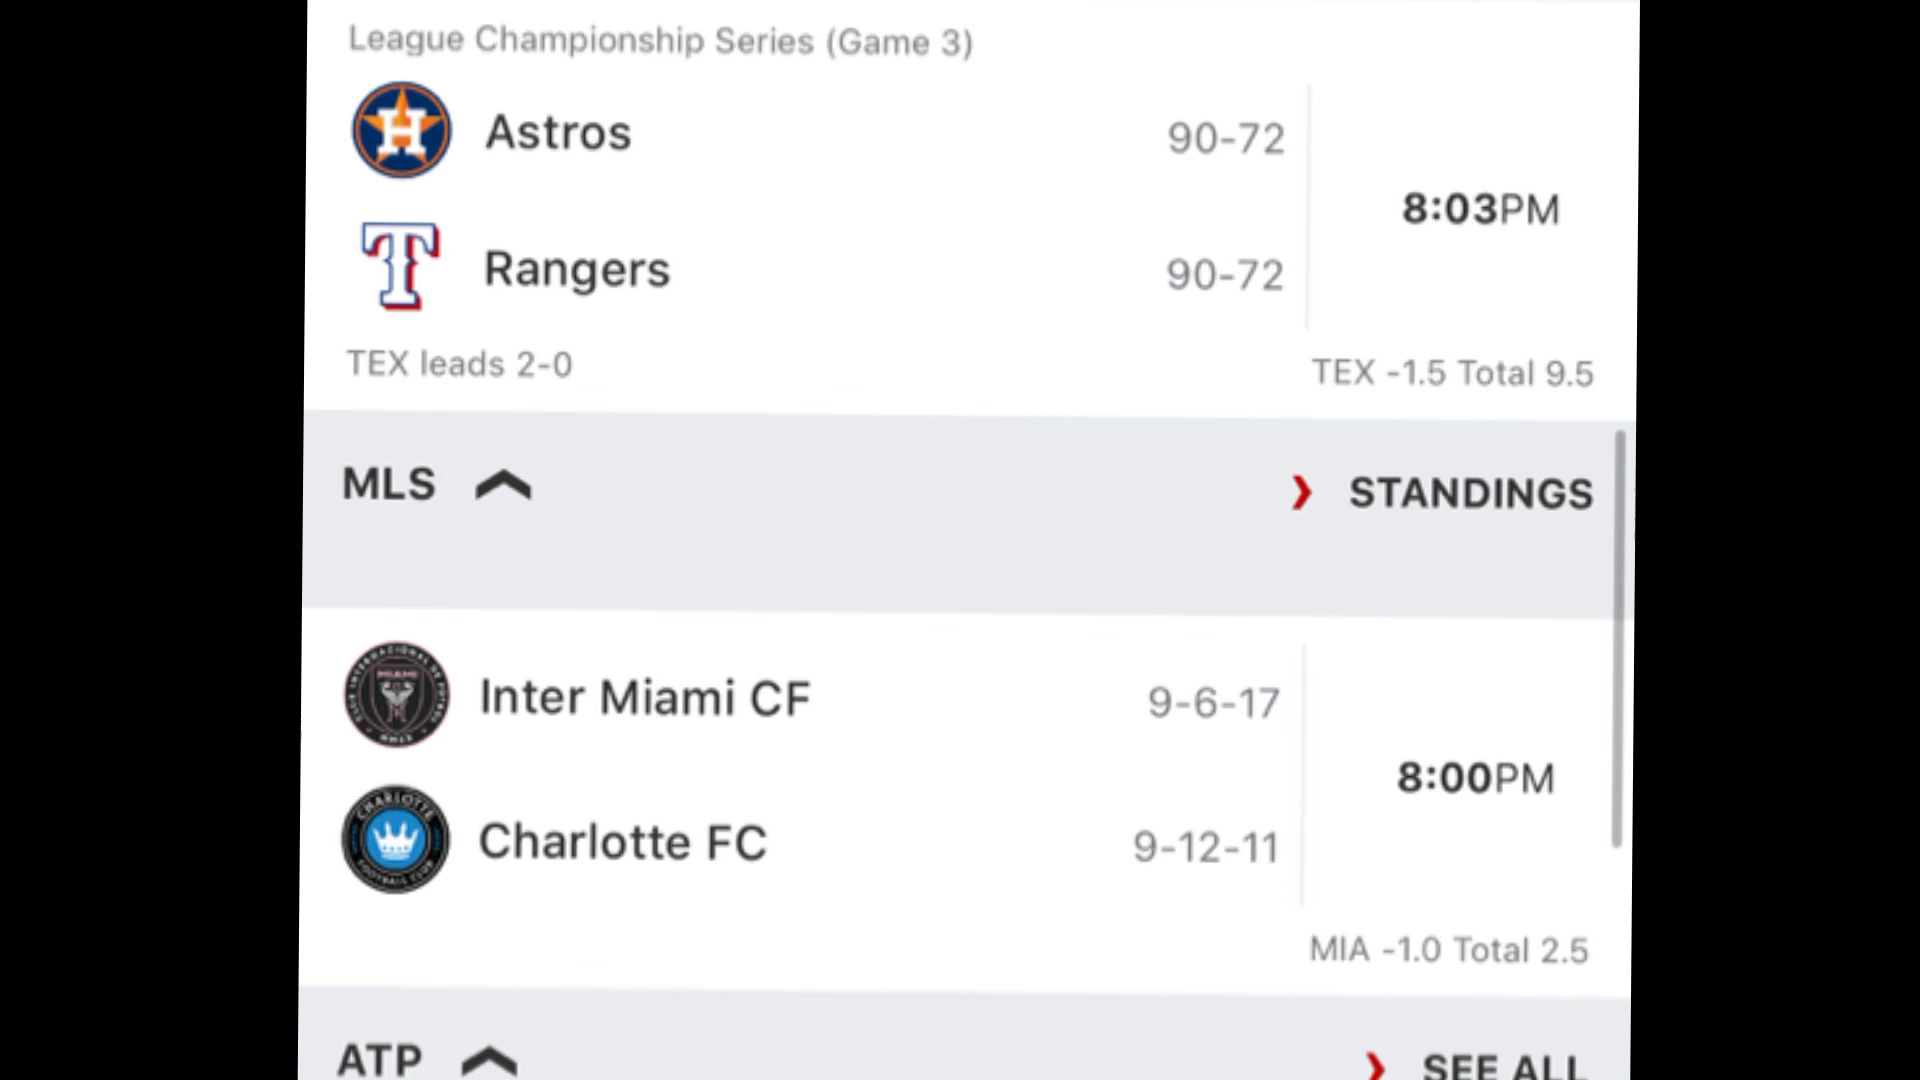 League Championship Series (Game 3)
Astros 90-72
8:03PM
Rangers 90-72
TEX leads 2-0 TEX -1.5 Total 9.5
MLS STANDINGS
Inter Miami CF 9-6-17
8:00PM
Charlotte FC 9-12-11
MIA -1.0 Total 2.5
ATP SEE ALL